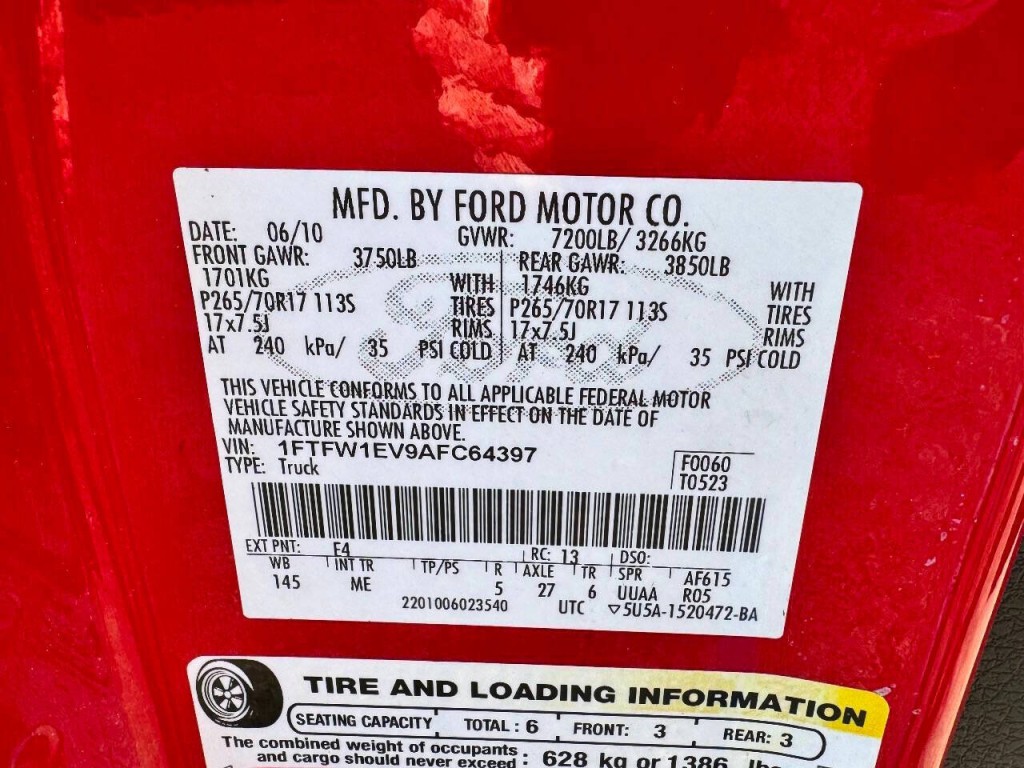 MFD. BY FORD MOTOR CO.
DATE: 06/10 GVWR: 7200LB/ 3266KG
FRONT GAWR: 3750LB REAR GAWR: 3850LB
1701KG WITH 1746KG WITH
P265/70R17 113S TIRES P265/70R17 113S TIRES
17x7.5J RIMS 17x7.5J RIMS
AT 240 kPa/ 35 PSI COLD AT 240 kPa/ 35 PSI COLD
Ford
THIS VEHICLE CONFORMS TO ALL APPLICABLE FEDERAL MOTOR
VEHICLE SAFETY STANDARDS IN EFFECT ON THE DATE OF
MANUFACTURE SHOWN ABOVE.
VIN: 1FTFW1EV9AFC64397
TYPE: Truck
F0060
T0523
EXT PNT: F4 RC: 13 DSO:
WB INT TR TP/PS R AXLE TR SPR AF615
145 ME 5 27 6 UUAA R05
2201006023540 UTC ▽5U5A-1520472-BA
TIRE AND LOADING INFORMATION
SEATING CAPACITY TOTAL: 6 FRONT: 3 REAR: 3
The combined weight of occupants
and cargo should never exceed: 628 kg or 1386 lbs